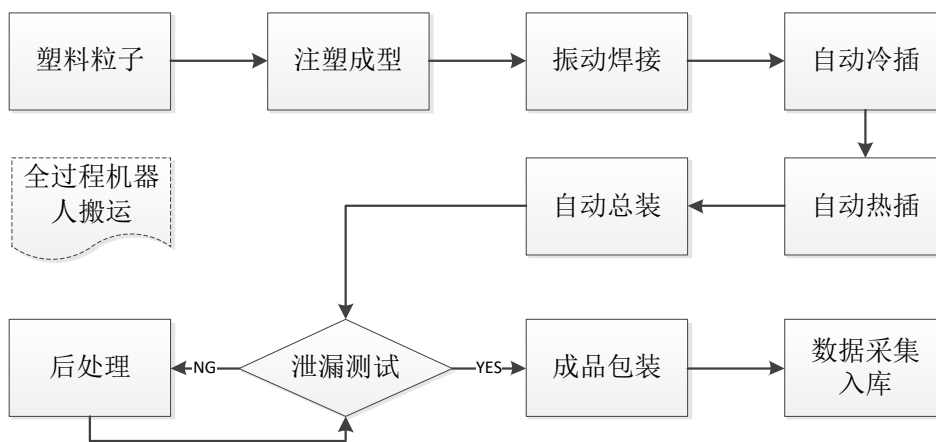 塑料粒子
注塑成型
振动焊接
自动冷插
全过程机器
人搬运
自动总装
自动热插
后处理
NG
泄漏测试
YES
成品包装
数据采集
入库